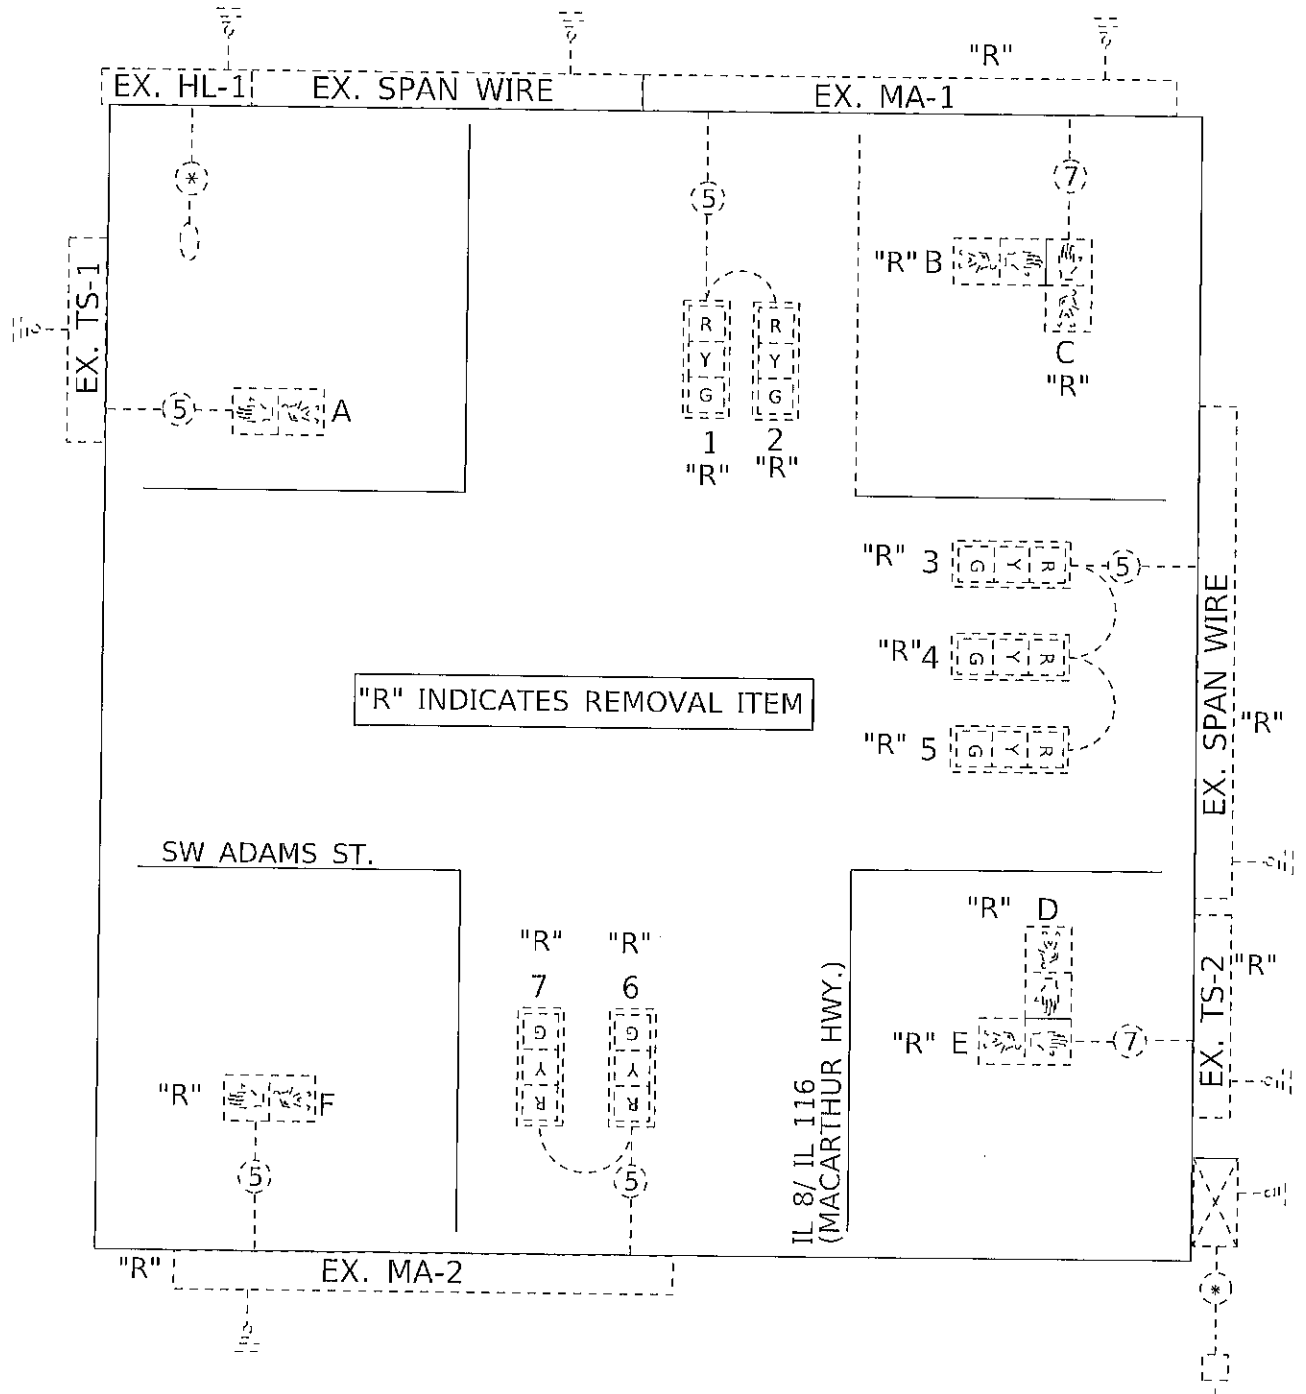 "R"
EX. HL-1
EX. SPAN WIRE
EX. MA-1
*
5
7
"R" B
EX. TS-1
R
Y
G
R
Y
G
C
"R"
5
A
1
2
"R"
"R"
"R" 3
G Y R
5
"R" 4
G Y R
"R" INDICATES REMOVAL ITEM
"R" 5
G Y R
EX. SPAN WIRE
"R"
SW ADAMS ST.
"R" D
"R"
"R"
7
6
G
Y
R
G
Y
R
"R" E
7
EX. TS-2
"R"
"R"
F
5
5
IL 8/ IL 116
(MACARTHUR HWY.)
"R"
EX. MA-2
*